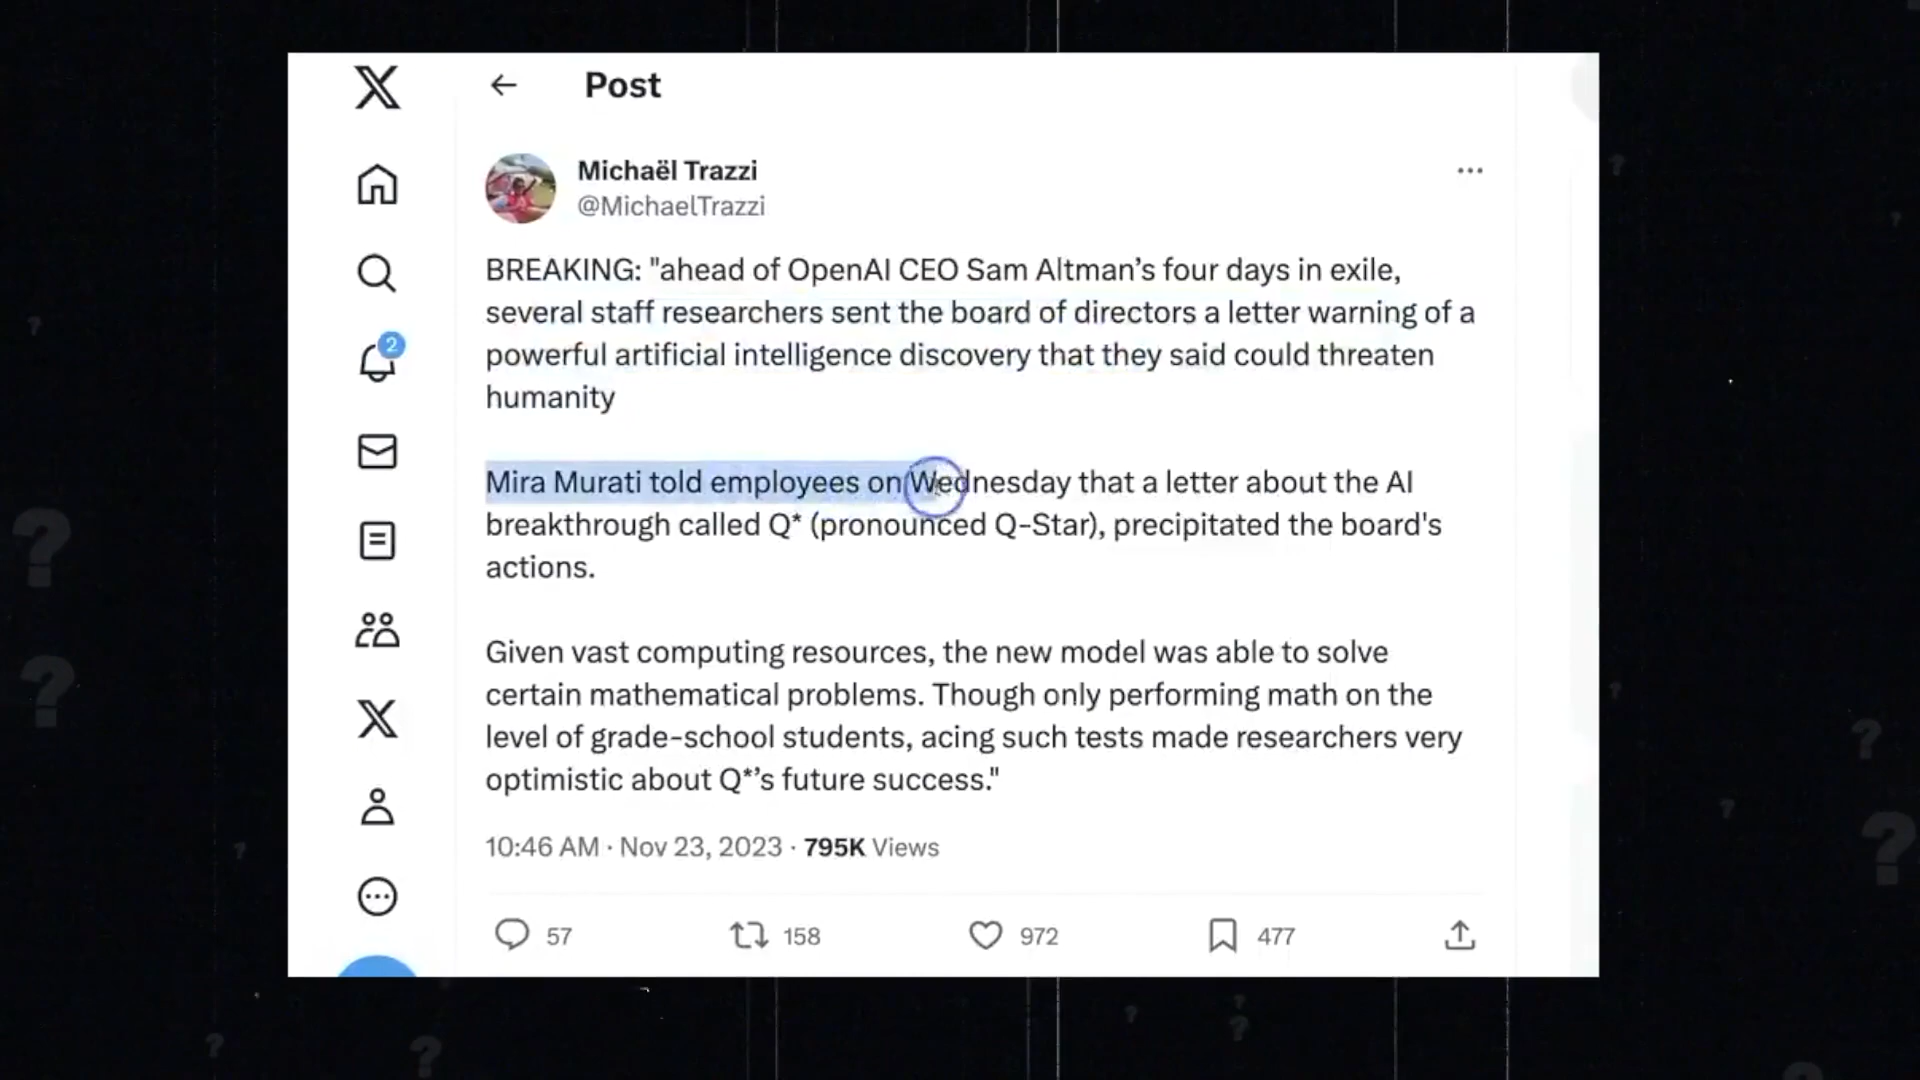 Post
Michaël Trazzi
@MichaelTrazzi
BREAKING: "ahead of OpenAI CEO Sam Altman’s four days in exile,
several staff researchers sent the board of directors a letter warning of a
powerful artificial intelligence discovery that they said could threaten
humanity
Mira Murati told employees on Wednesday that a letter about the AI
breakthrough called Q* (pronounced Q-Star), precipitated the board's
actions.
Given vast computing resources, the new model was able to solve
certain mathematical problems. Though only performing math on the
level of grade-school students, acing such tests made researchers very
optimistic about Q*’s future success."
10:46 AM · Nov 23, 2023 · 795K Views
57 158 972 477
2